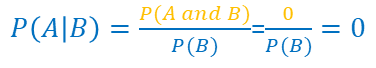 P(A|B) = P(A and B)/P(B) = 0/P(B) = 0